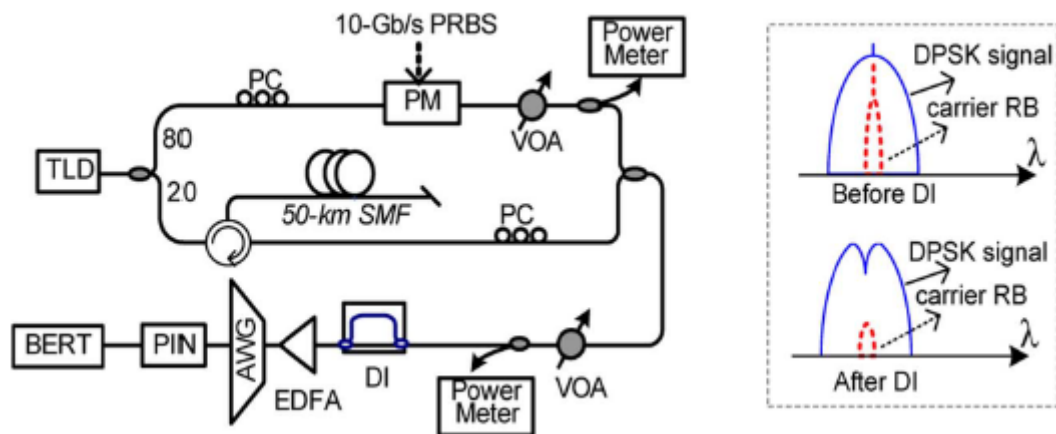 10-Gb/s PRBS
Power
Meter
PC
PM
VOA
80
TLD
20
50-km SMF
PC
BERT
PIN
AWG
EDFA
DI
Power
Meter
VOA
DPSK signal
carrier RB
λ
Before DI
DPSK signal
carrier RB
λ
After DI